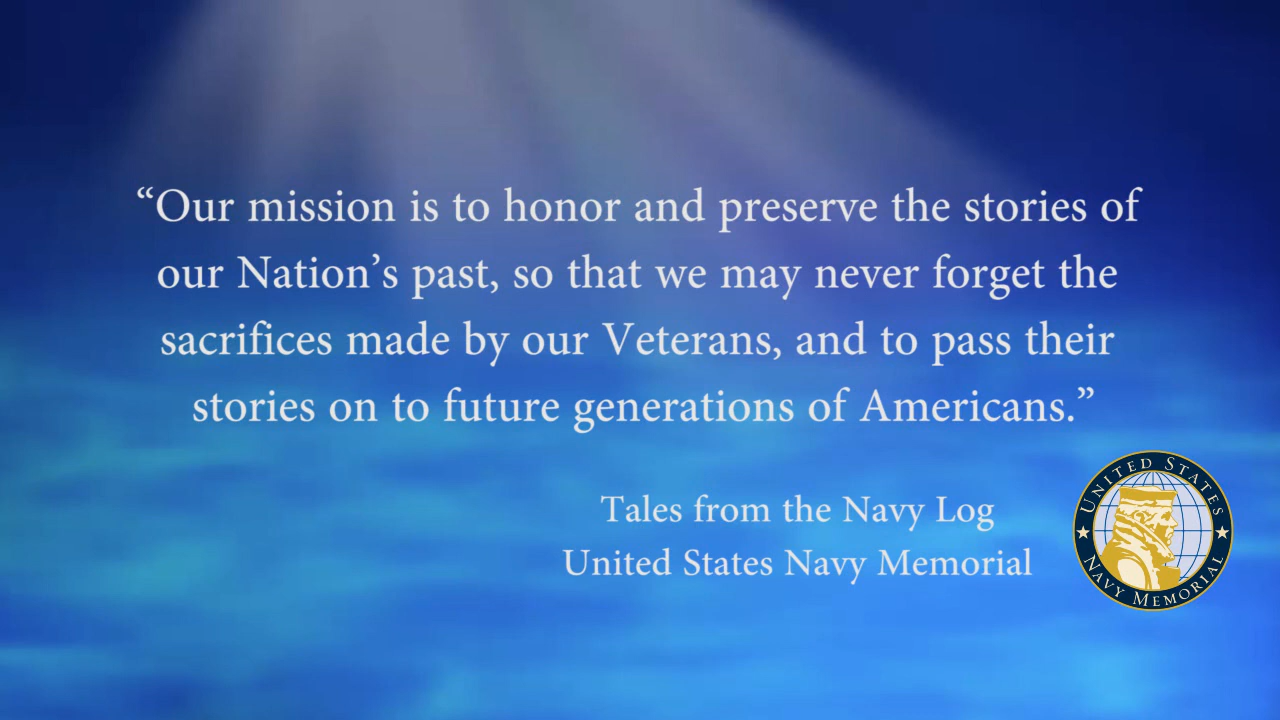 “Our mission is to honor and preserve the stories of
our Nation’s past, so that we may never forget the
sacrifices made by our Veterans, and to pass their
stories on to future generations of Americans.”
Tales from the Navy Log
United States Navy Memorial
UNITED STATES
NAVY MEMORIAL